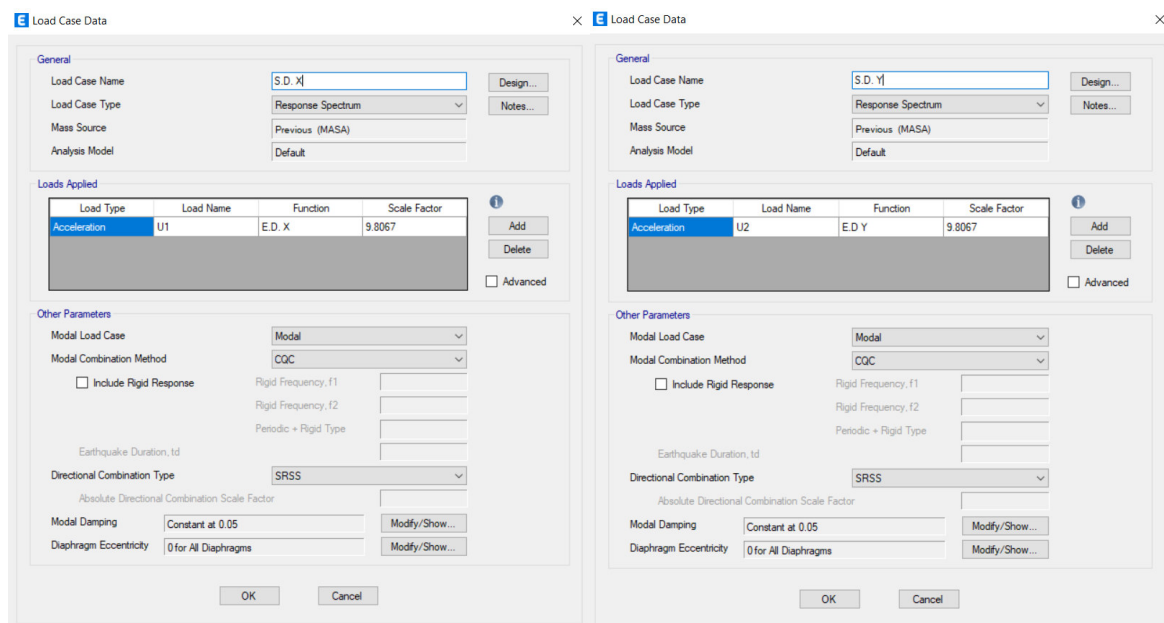 E Load Case Data
General
Load Case Name S.D. X Design...
Load Case Type Response Spectrum Notes...
Mass Source Previous (MASA)
Analysis Model Default
Loads Applied
Load Type Load Name Function Scale Factor
Acceleration U1 E.D. X 9.8067 Add
Delete
Advanced
Other Parameters
Modal Load Case Modal
Modal Combination Method CQC
Include Rigid Response Rigid Frequency, f1
Rigid Frequency, f2
Periodic + Rigid Type
Earthquake Duration, td
Directional Combination Type SRSS
Absolute Directional Combination Scale Factor
Modal Damping Constant at 0.05 Modify/Show...
Diaphragm Eccentricity 0 for All Diaphragms Modify/Show...
OK Cancel
E Load Case Data
General
Load Case Name S.D. Y Design...
Load Case Type Response Spectrum Notes...
Mass Source Previous (MASA)
Analysis Model Default
Loads Applied
Load Type Load Name Function Scale Factor
Acceleration U2 E.D Y 9.8067 Add
Delete
Advanced
Other Parameters
Modal Load Case Modal
Modal Combination Method CQC
Include Rigid Response Rigid Frequency, f1
Rigid Frequency, f2
Periodic + Rigid Type
Earthquake Duration, td
Directional Combination Type SRSS
Absolute Directional Combination Scale Factor
Modal Damping Constant at 0.05 Modify/Show...
Diaphragm Eccentricity 0 for All Diaphragms Modify/Show...
OK Cancel